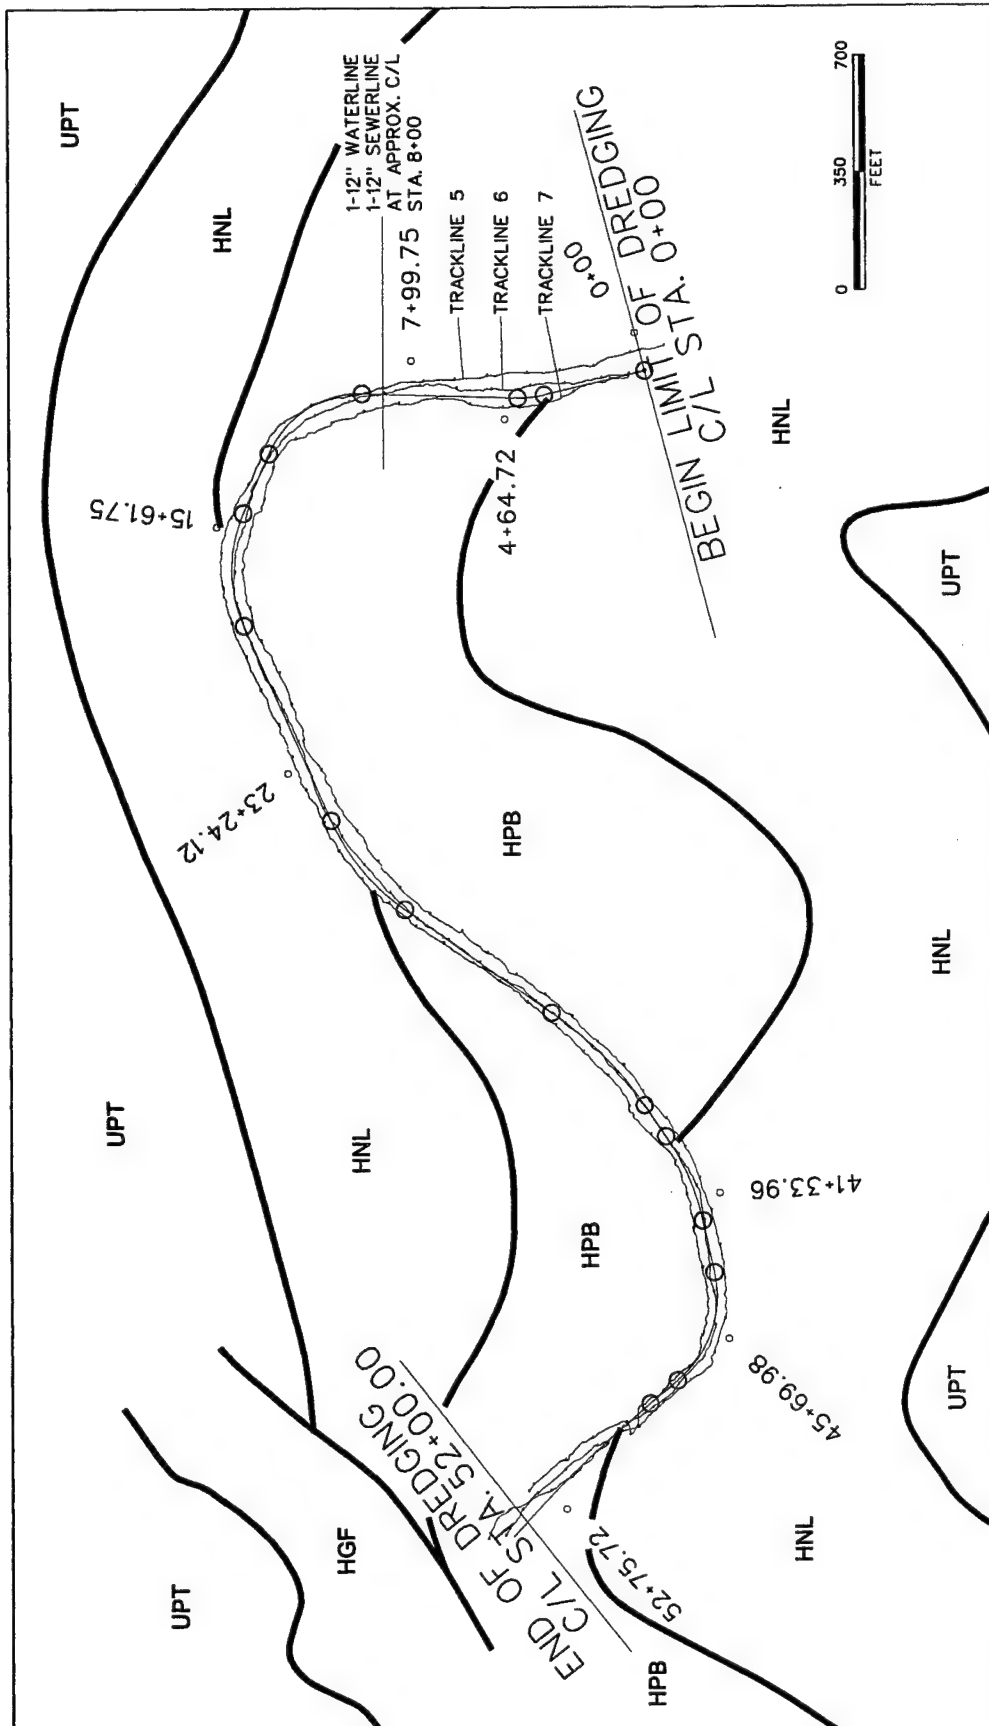 UPT
HNL
1-12" WATERLINE
1-12" SEWERLINE
AT APPROX. C/L
STA. 8+00
7+99.75
TRACKLINE 5
TRACKLINE 6
TRACKLINE 7
0+00
BEGIN LIMIT OF DREDGING
C/L STA. 0+00
0 350 700
FEET
15+61.75
4+64.72
HNL
UPT
23+24.12
HPB
HNL
UPT
HNL
HPB
41+33.96
45+69.98
UPT
END OF DREDGING
C/L STA. 52+00.00
HGF
UPT
52+75.72
HNL
HPB